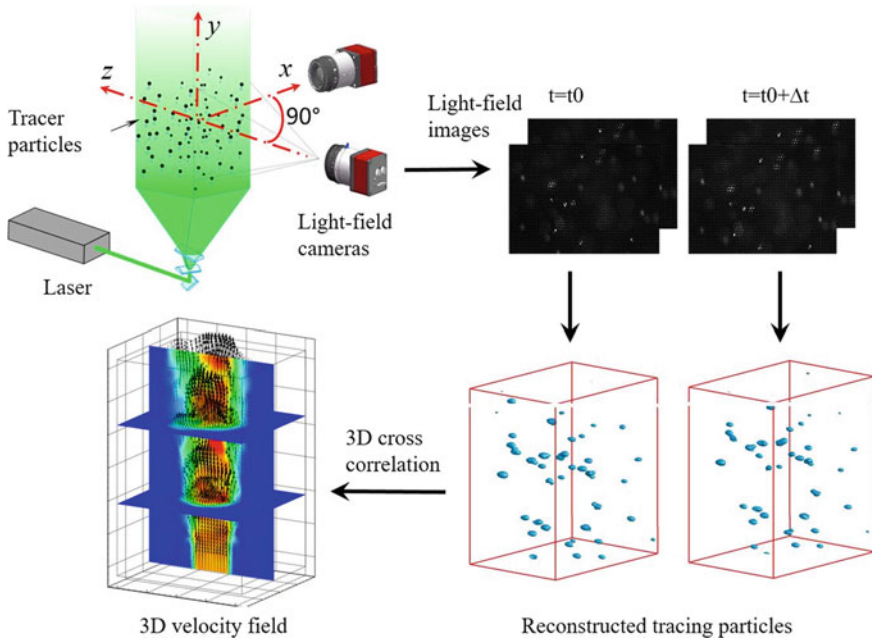 y
z
x
90°
Tracer
particles
Laser
Light-field
cameras
Light-field
images
t=t0
t=t0+Δt
3D cross
correlation
3D velocity field
Reconstructed tracing particles